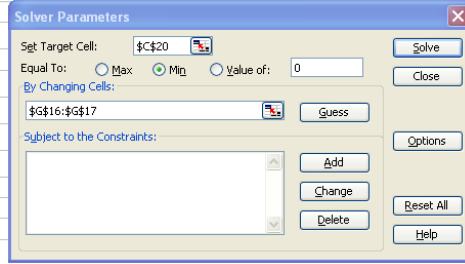 Solver Parameters
Set Target Cell: $C$20 Solve
Equal To: Max Min Value of: 0 Close
By Changing Cells:
$G$16:$G$17 Guess
Subject to the Constraints: Options
Add
Change Reset All
Delete Help